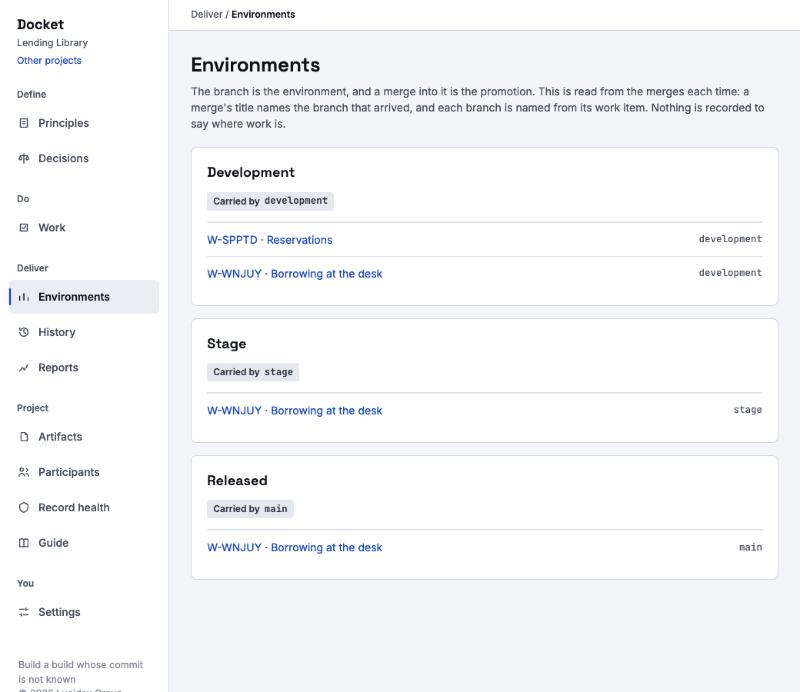 Docket
Lending Library
Other projects
Define
Principles
Decisions
Do
Work
Deliver
Environments
History
Reports
Project
Artifacts
Participants
Record health
Guide
You
Settings
Build a build whose commit
is not known
Deliver / Environments
Environments
The branch is the environment, and a merge into it is the promotion. This is read from the merges each time: a
merge's title names the branch that arrived, and each branch is named from its work item. Nothing is recorded to
say where work is.
Development
Carried by development
W-SPPTD · Reservations development
W-WNJUY · Borrowing at the desk development
Stage
Carried by stage
W-WNJUY · Borrowing at the desk stage
Released
Carried by main
W-WNJUY · Borrowing at the desk main